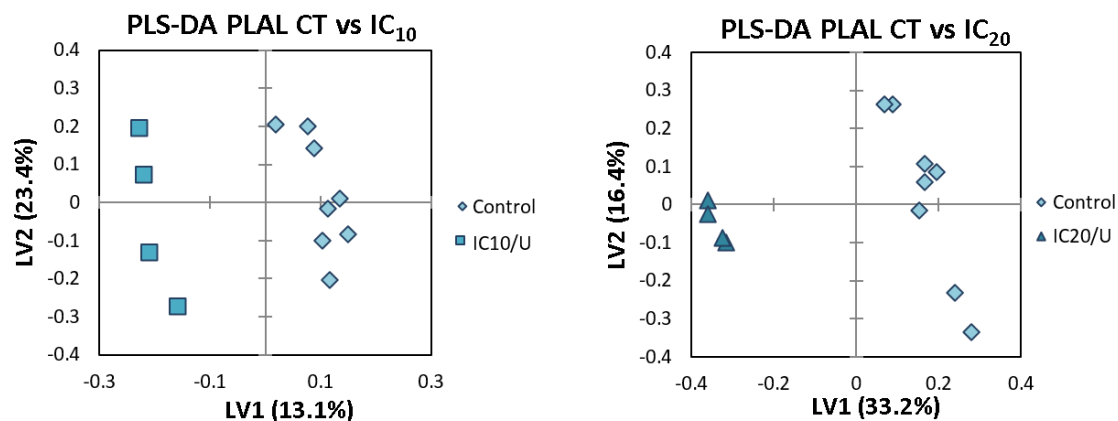 PLS-DA PLAL CT vs IC10
0.4
0.3
0.2
0.1
0
-0.1
-0.2
-0.3
-0.4
-0.3
-0.1
0.1
0.3
LV2 (23.4%)
LV1 (13.1%)
Control
IC10/U
PLS-DA PLAL CT vs IC20
0.4
0.3
0.2
0.1
0
-0.1
-0.2
-0.3
-0.4
-0.4
-0.2
0
0.2
0.4
LV2 (16.4%)
LV1 (33.2%)
Control
IC20/U